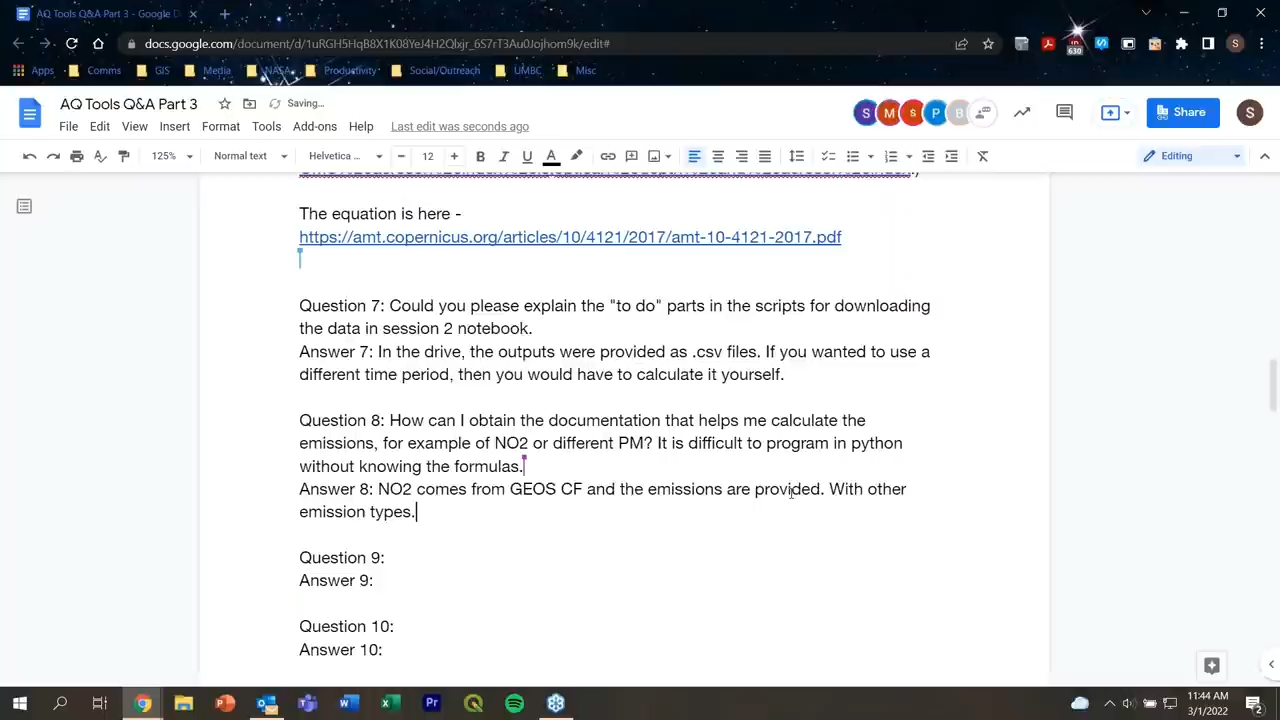 AQ Tools Q&A Part 3 - Google D
docs.google.com/document/d/1uRGH5HqB8X1K08YeJ4H2Qlxjr_6S7rT3Au0Jojhom9k/edit#
630
S
Apps Comms GIS Media NASA Productivity Social/Outreach UMBC Misc
AQ Tools Q&A Part 3 Saving...
S M s P B Share S
File Edit View Insert Format Tools Add-ons Help Last edit was seconds ago
125% Normal text Helvetica ... 12 B I U A Editing
The equation is here -
https://amt.copernicus.org/articles/10/4121/2017/amt-10-4121-2017.pdf
Question 7: Could you please explain the "to do" parts in the scripts for downloading
the data in session 2 notebook.
Answer 7: In the drive, the outputs were provided as .csv files. If you wanted to use a
different time period, then you would have to calculate it yourself.
Question 8: How can I obtain the documentation that helps me calculate the
emissions, for example of NO2 or different PM? It is difficult to program in python
without knowing the formulas.
Answer 8: NO2 comes from GEOS CF and the emissions are provided. With other
emission types.
Question 9:
Answer 9:
Question 10:
Answer 10:
11:44 AM
3/1/2022
2